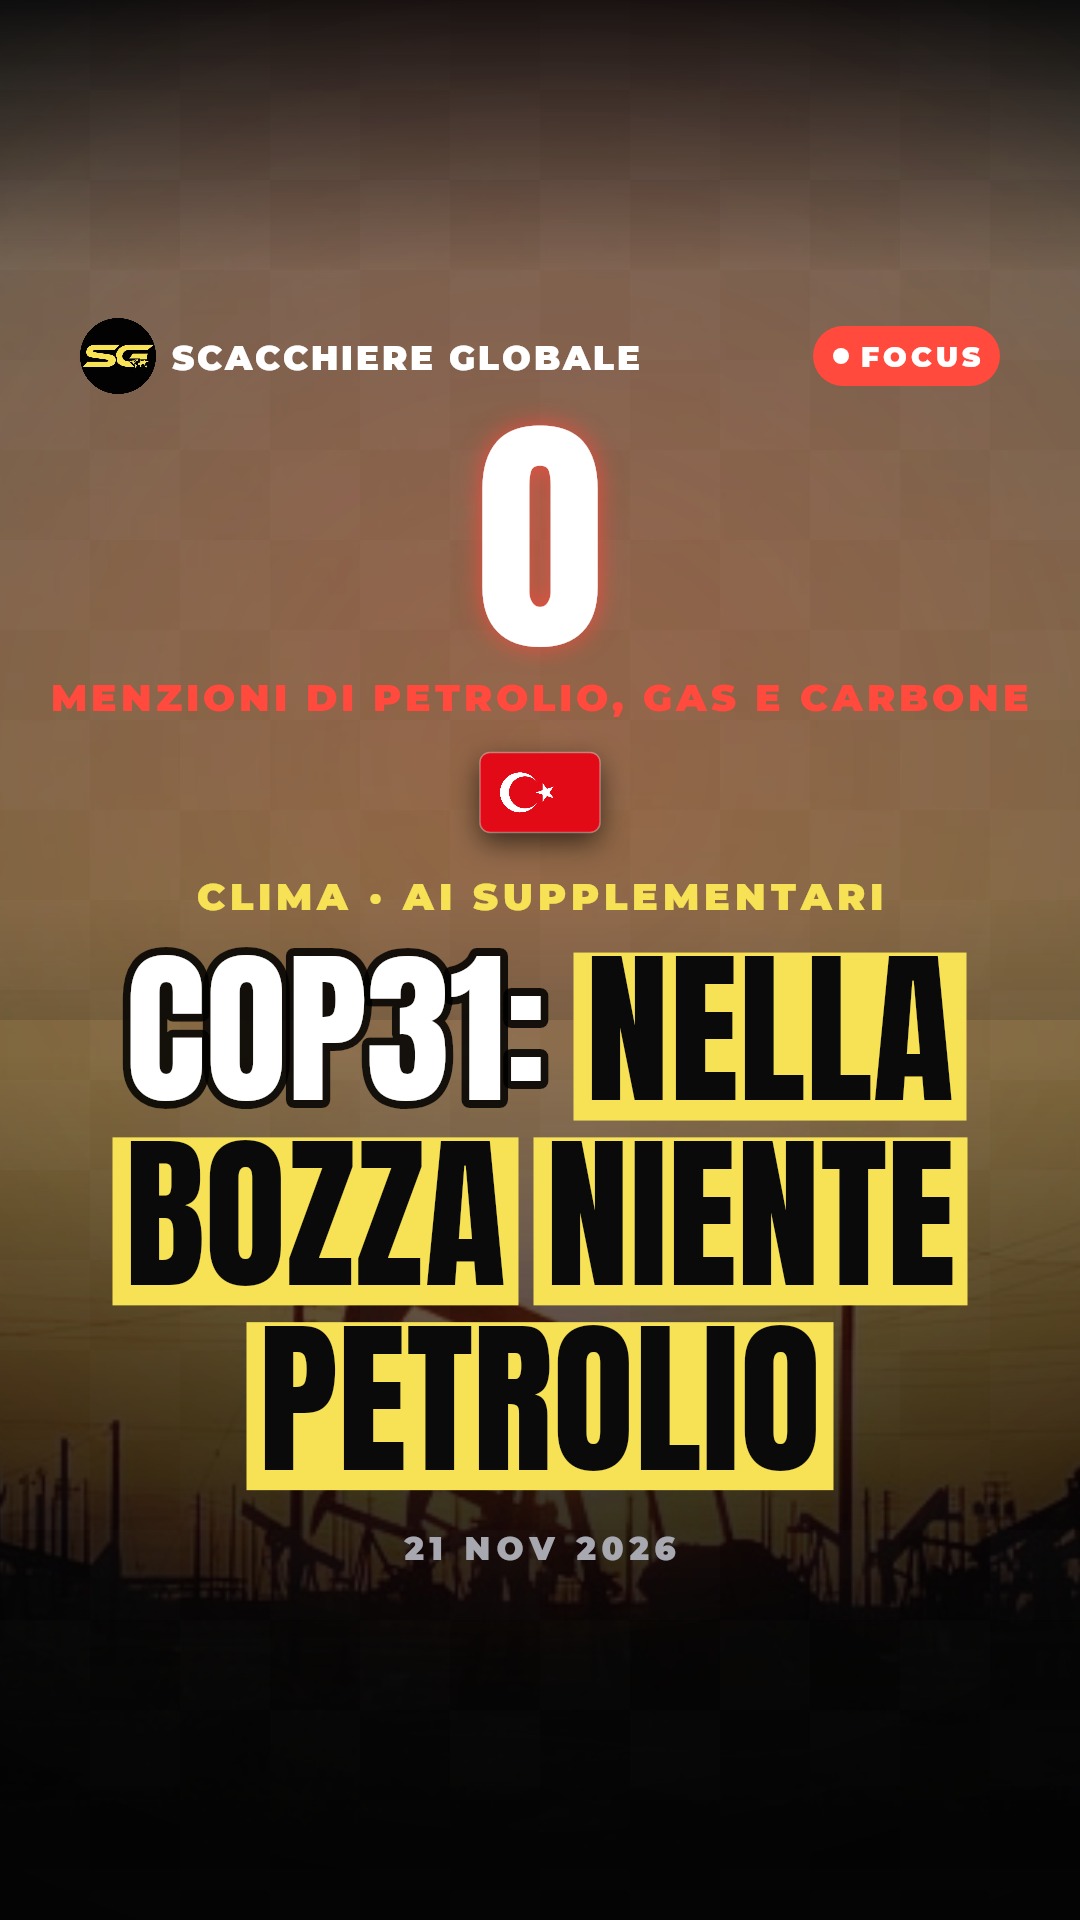 SG SCACCHIERE GLOBALE
FOCUS
0
MENZIONI DI PETROLIO, GAS E CARBONE
CLIMA • AI SUPPLEMENTARI
COP31: NELLA
BOZZA NIENTE
PETROLIO
21 NOV 2026